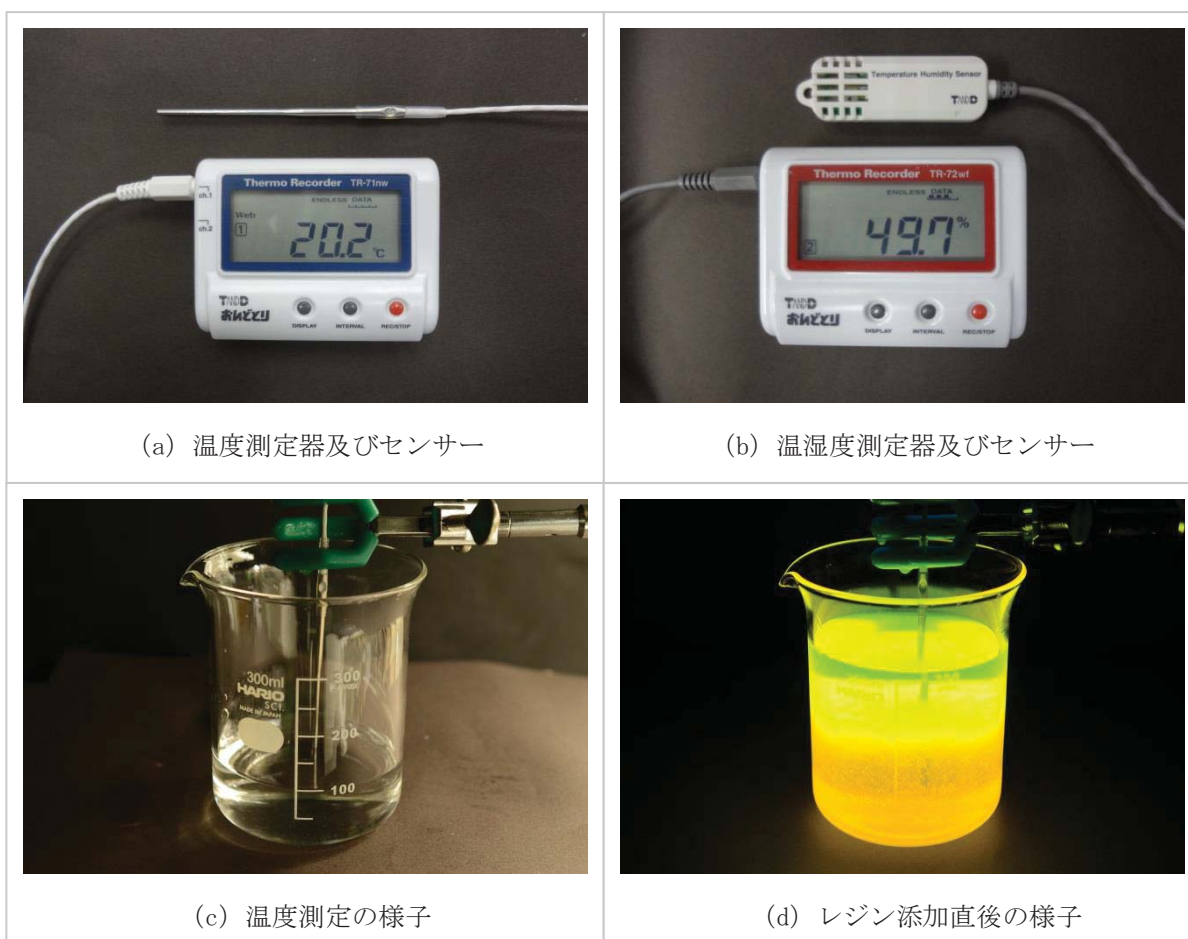 Thermo Recorder TR-71nw
ch.1
ch.2
ENDLESS DATA
Web
1
20.2 ℃
T AND D
おんどとり
DISPLAY INTERVAL REC/STOP
Temperature Humidity Sensor
T AND D
Thermo Recorder TR-72wf
ENDLESS DATA
2
49.7 %
T AND D
おんどとり
DISPLAY INTERVAL REC/STOP
(a) 温度測定器及びセンサー
(b) 温湿度測定器及びセンサー
300ml
HARIO
SCI.
MADE IN JAPAN
300
200
100
(c) 温度測定の様子
(d) レジン添加直後の様子